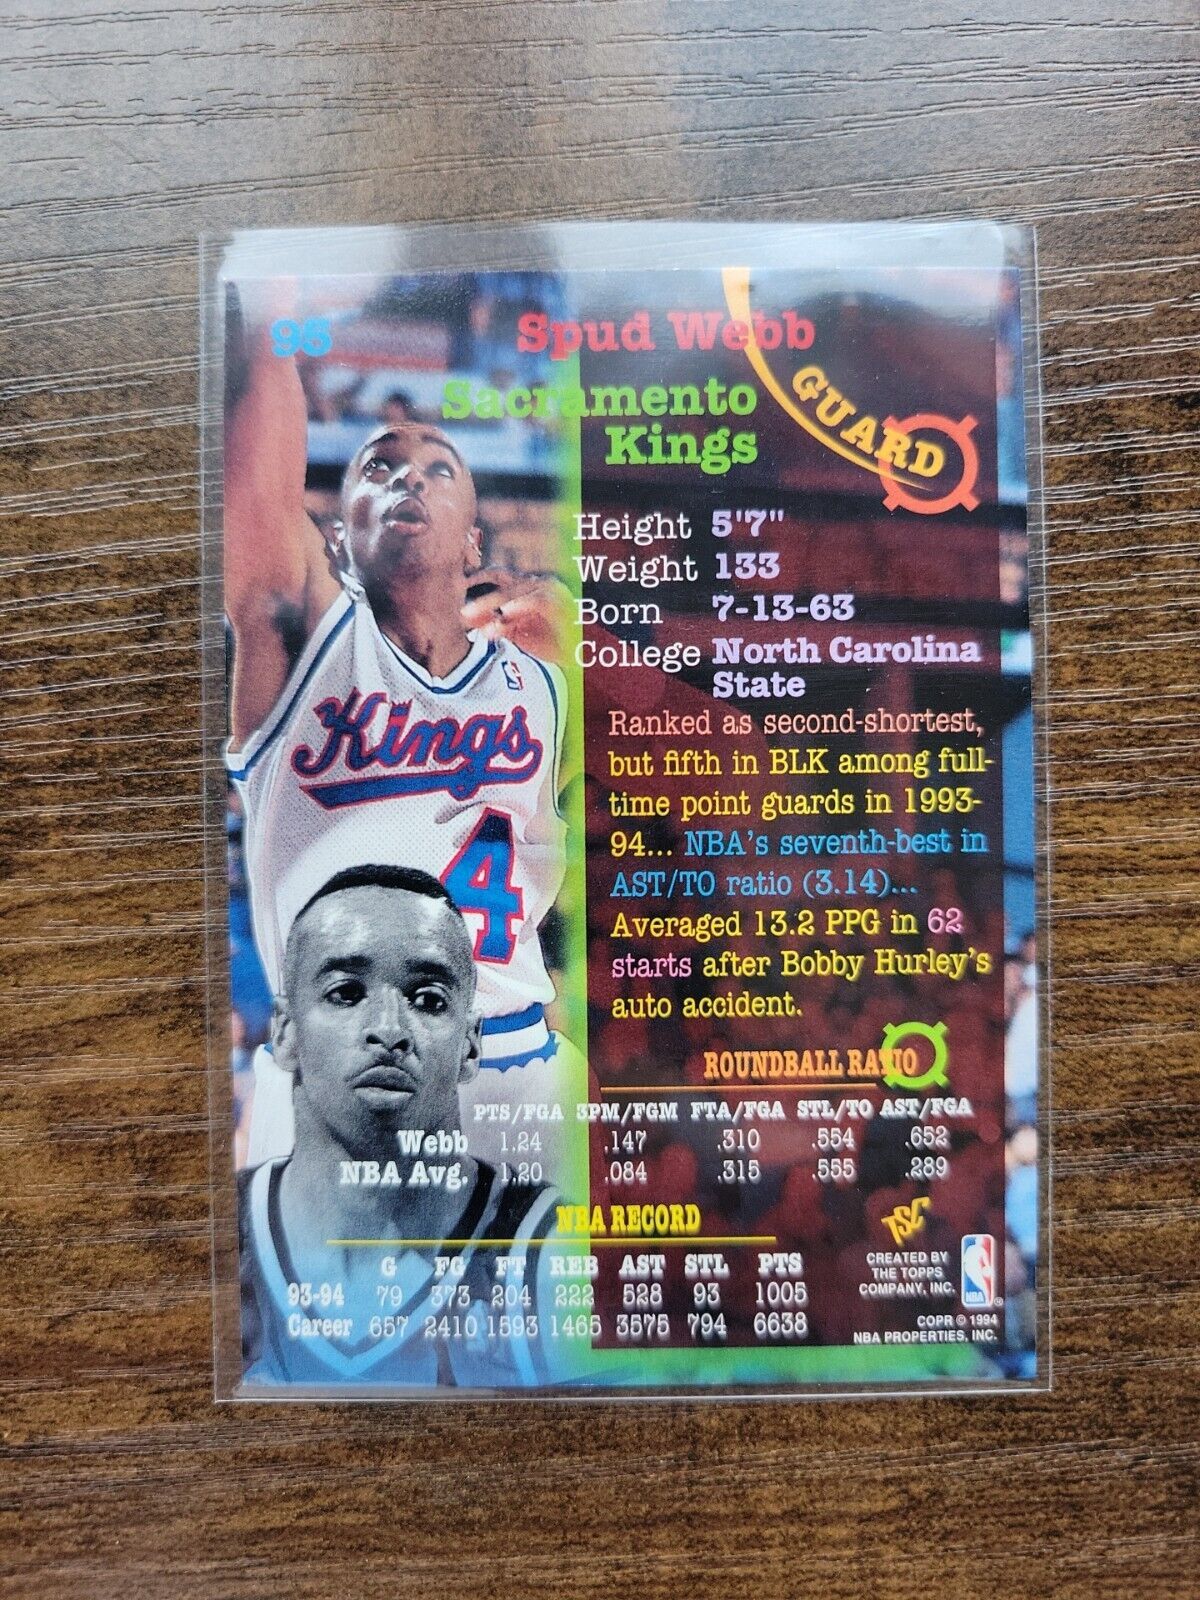 95
Spud Webb
Sacramento
Kings
GUARD
Height 5'7"
Weight 133
Born 7-13-63
College North Carolina
State
Kings
4
Ranked as second-shortest,
but fifth in BLK among full-
time point guards in 1993-
94... NBA's seventh-best in
AST/TO ratio (3.14)...
Averaged 13.2 PPG in 62
starts after Bobby Hurley's
auto accident.
ROUNDBALL RATIO
PTS/FGA 3PM/FGM FTA/FGA STL/TO AST/FGA
Webb 1.24 .147 .310 .554 .652
NBA Avg. 1.20 .084 .315 .555 .289
NBA RECORD
G FG FT REB AST STL PTS
93-94 79 373 204 222 528 93 1005
Career 657 2410 1593 1465 3575 794 6638
TSC
CREATED BY
THE TOPPS
COMPANY, INC.
NBA
®
COPR © 1994
NBA PROPERTIES, INC.